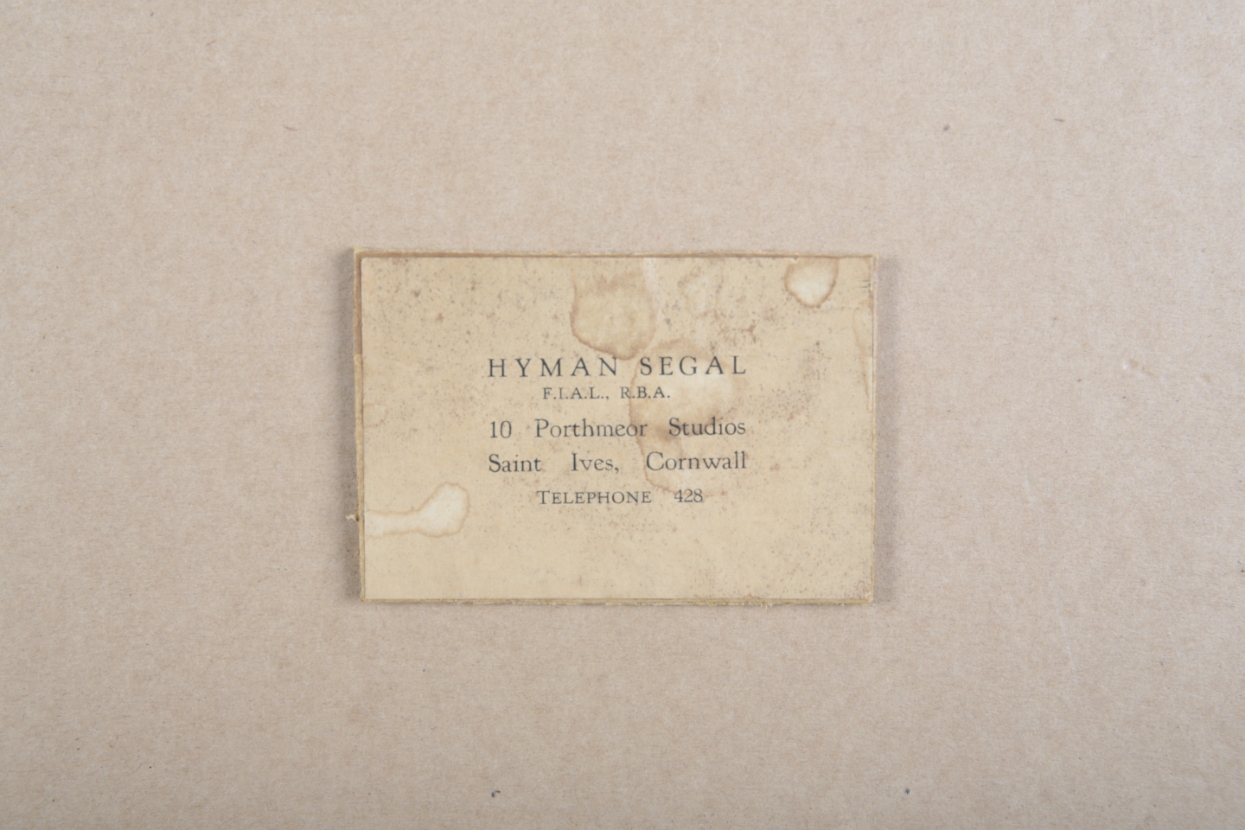 HYMAN SEGAL
F.I.A.L., R.B.A.
10 Porthmeor Studios
Saint Ives, Cornwall
TELEPHONE 428